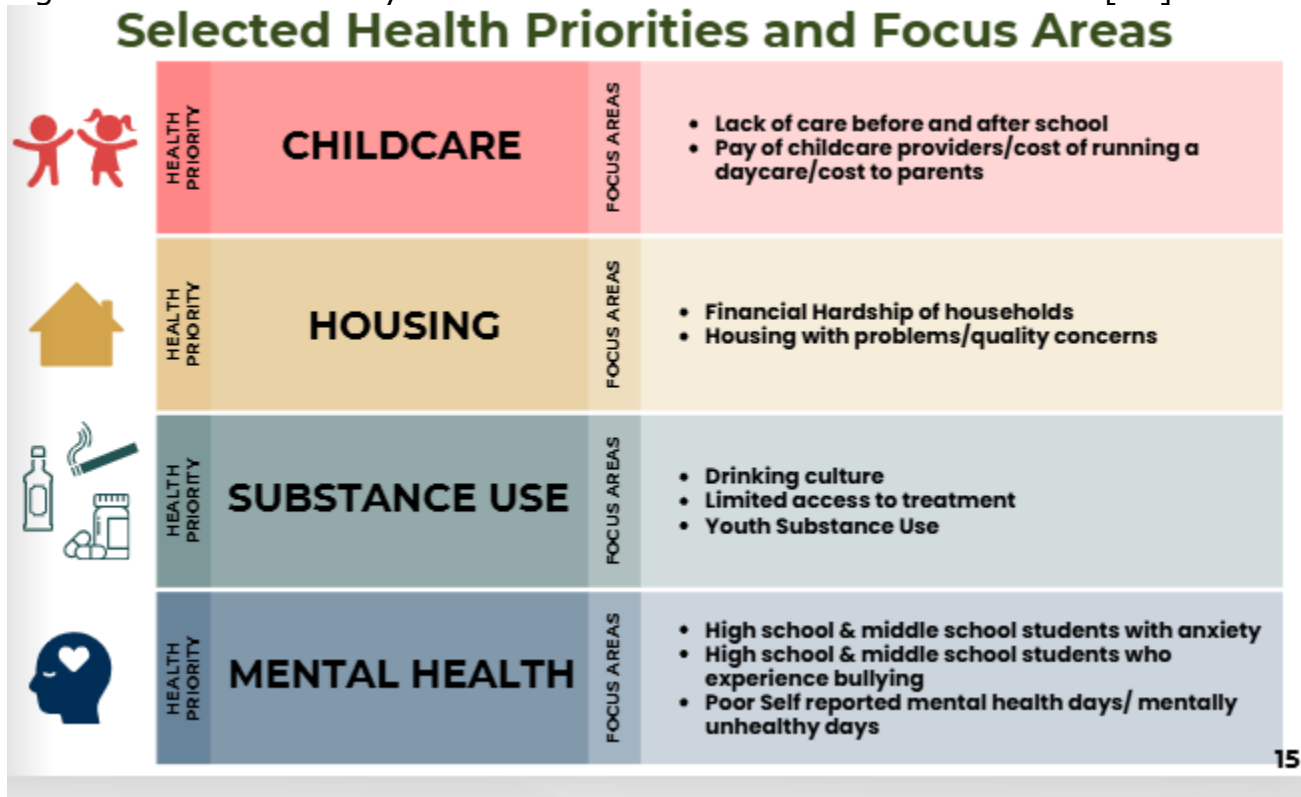 Selected Health Priorities and Focus Areas
HEALTH
PRIORITY
CHILDCARE
FOCUS AREAS
• Lack of care before and after school
• Pay of childcare providers/cost of running a
daycare/cost to parents
HEALTH
PRIORITY
HOUSING
FOCUS AREAS
• Financial Hardship of households
• Housing with problems/quality concerns
HEALTH
PRIORITY
SUBSTANCE USE
FOCUS AREAS
• Drinking culture
• Limited access to treatment
• Youth Substance Use
HEALTH
PRIORITY
MENTAL HEALTH
FOCUS AREAS
• High school & middle school students with anxiety
• High school & middle school students who
experience bullying
• Poor Self reported mental health days/ mentally
unhealthy days
15